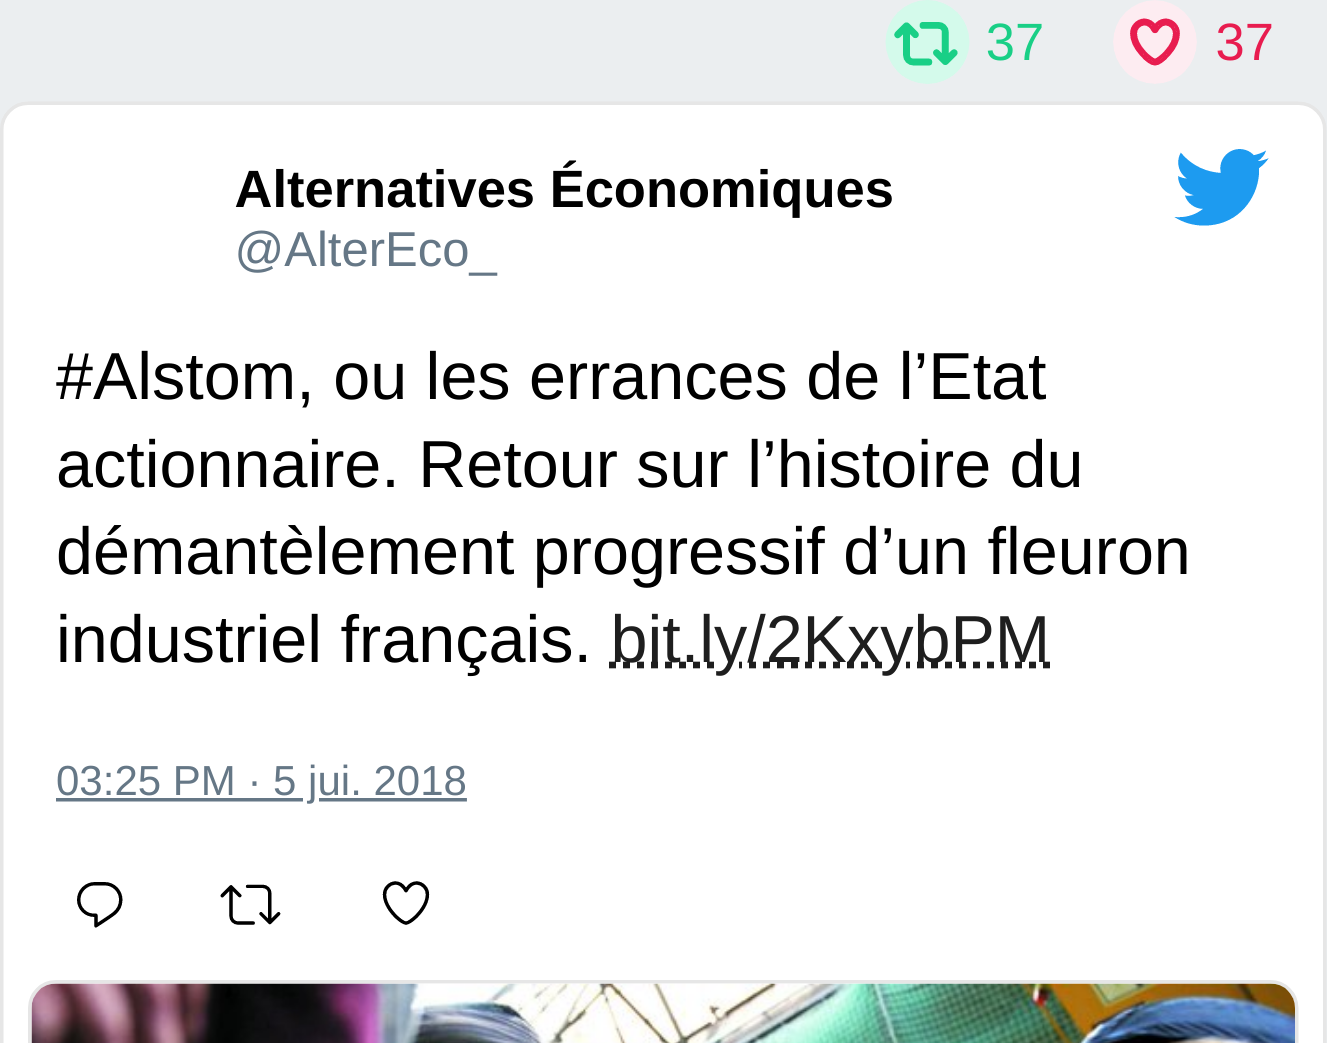 37 37
Alternatives Économiques
@AlterEco_
#Alstom, ou les errances de l’Etat
actionnaire. Retour sur l’histoire du
démantèlement progressif d’un fleuron
industriel français. bit.ly/2KxybPM
03:25 PM · 5 jui. 2018